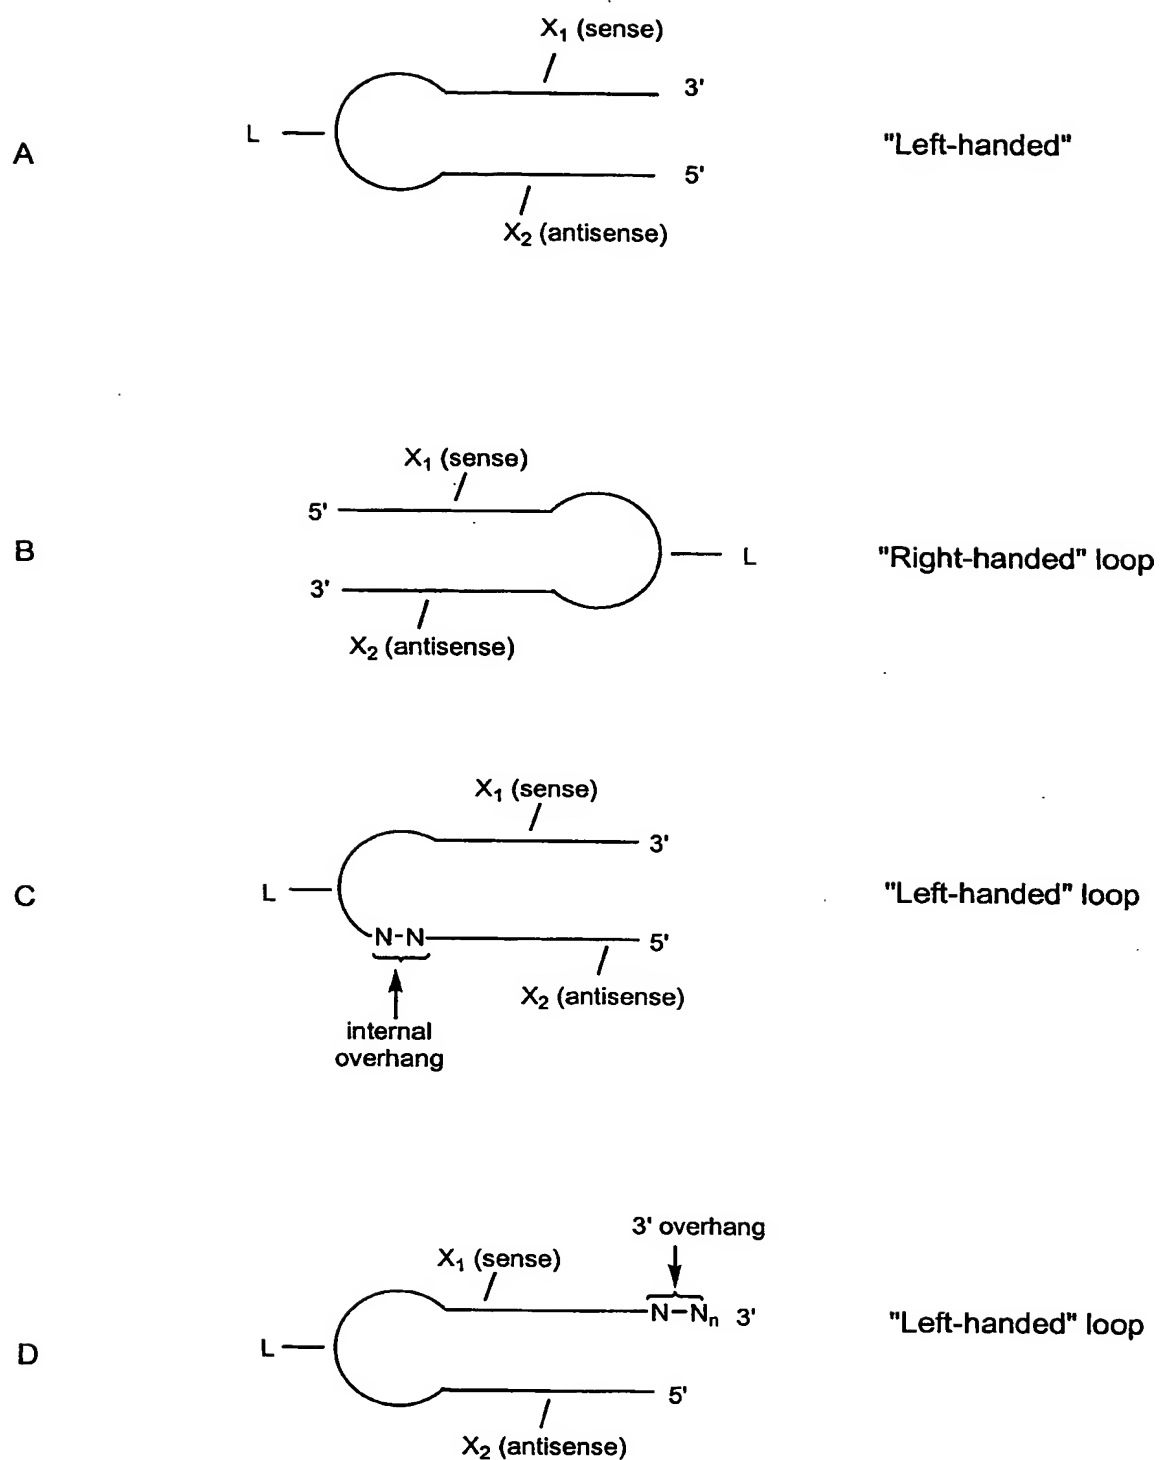 X₁ (sense)
3'
L
A
"Left-handed"
5'
X₂ (antisense)
X₁ (sense)
5'
B
L
"Right-handed" loop
3'
X₂ (antisense)
X₁ (sense)
3'
C
L
"Left-handed" loop
N-N
5'
X₂ (antisense)
internal
overhang
3' overhang
X₁ (sense)
N-Nₙ 3'
"Left-handed" loop
L
D
5'
X₂ (antisense)